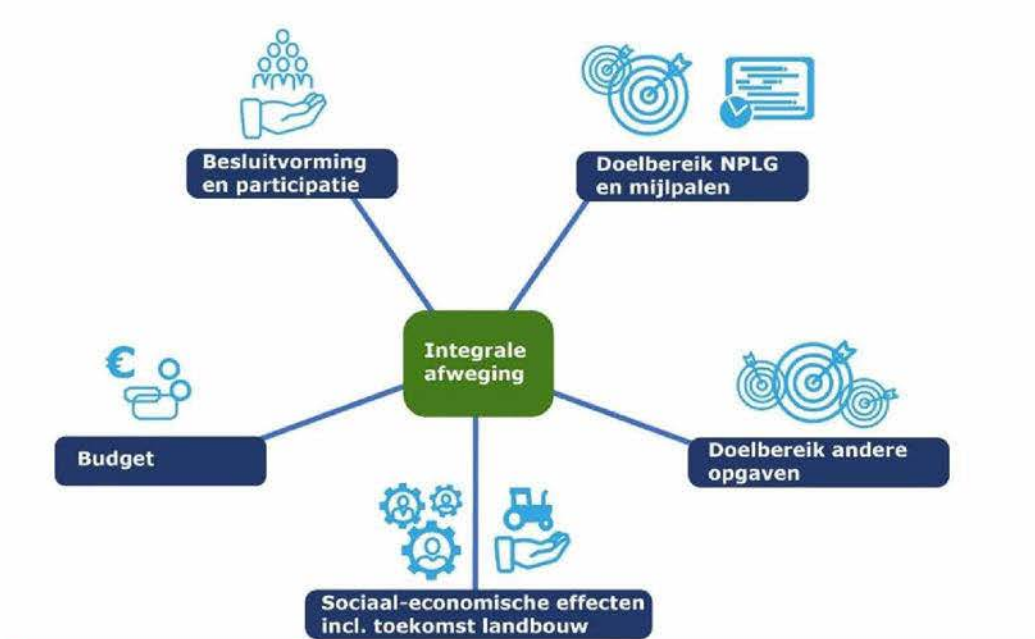 Besluitvorming
en participatie
Doelbereik NPLG
en mijlpalen
Integrale
afweging
€
Budget
Doelbereik andere
opgaven
Sociaal-economische effecten
incl. toekomst landbouw